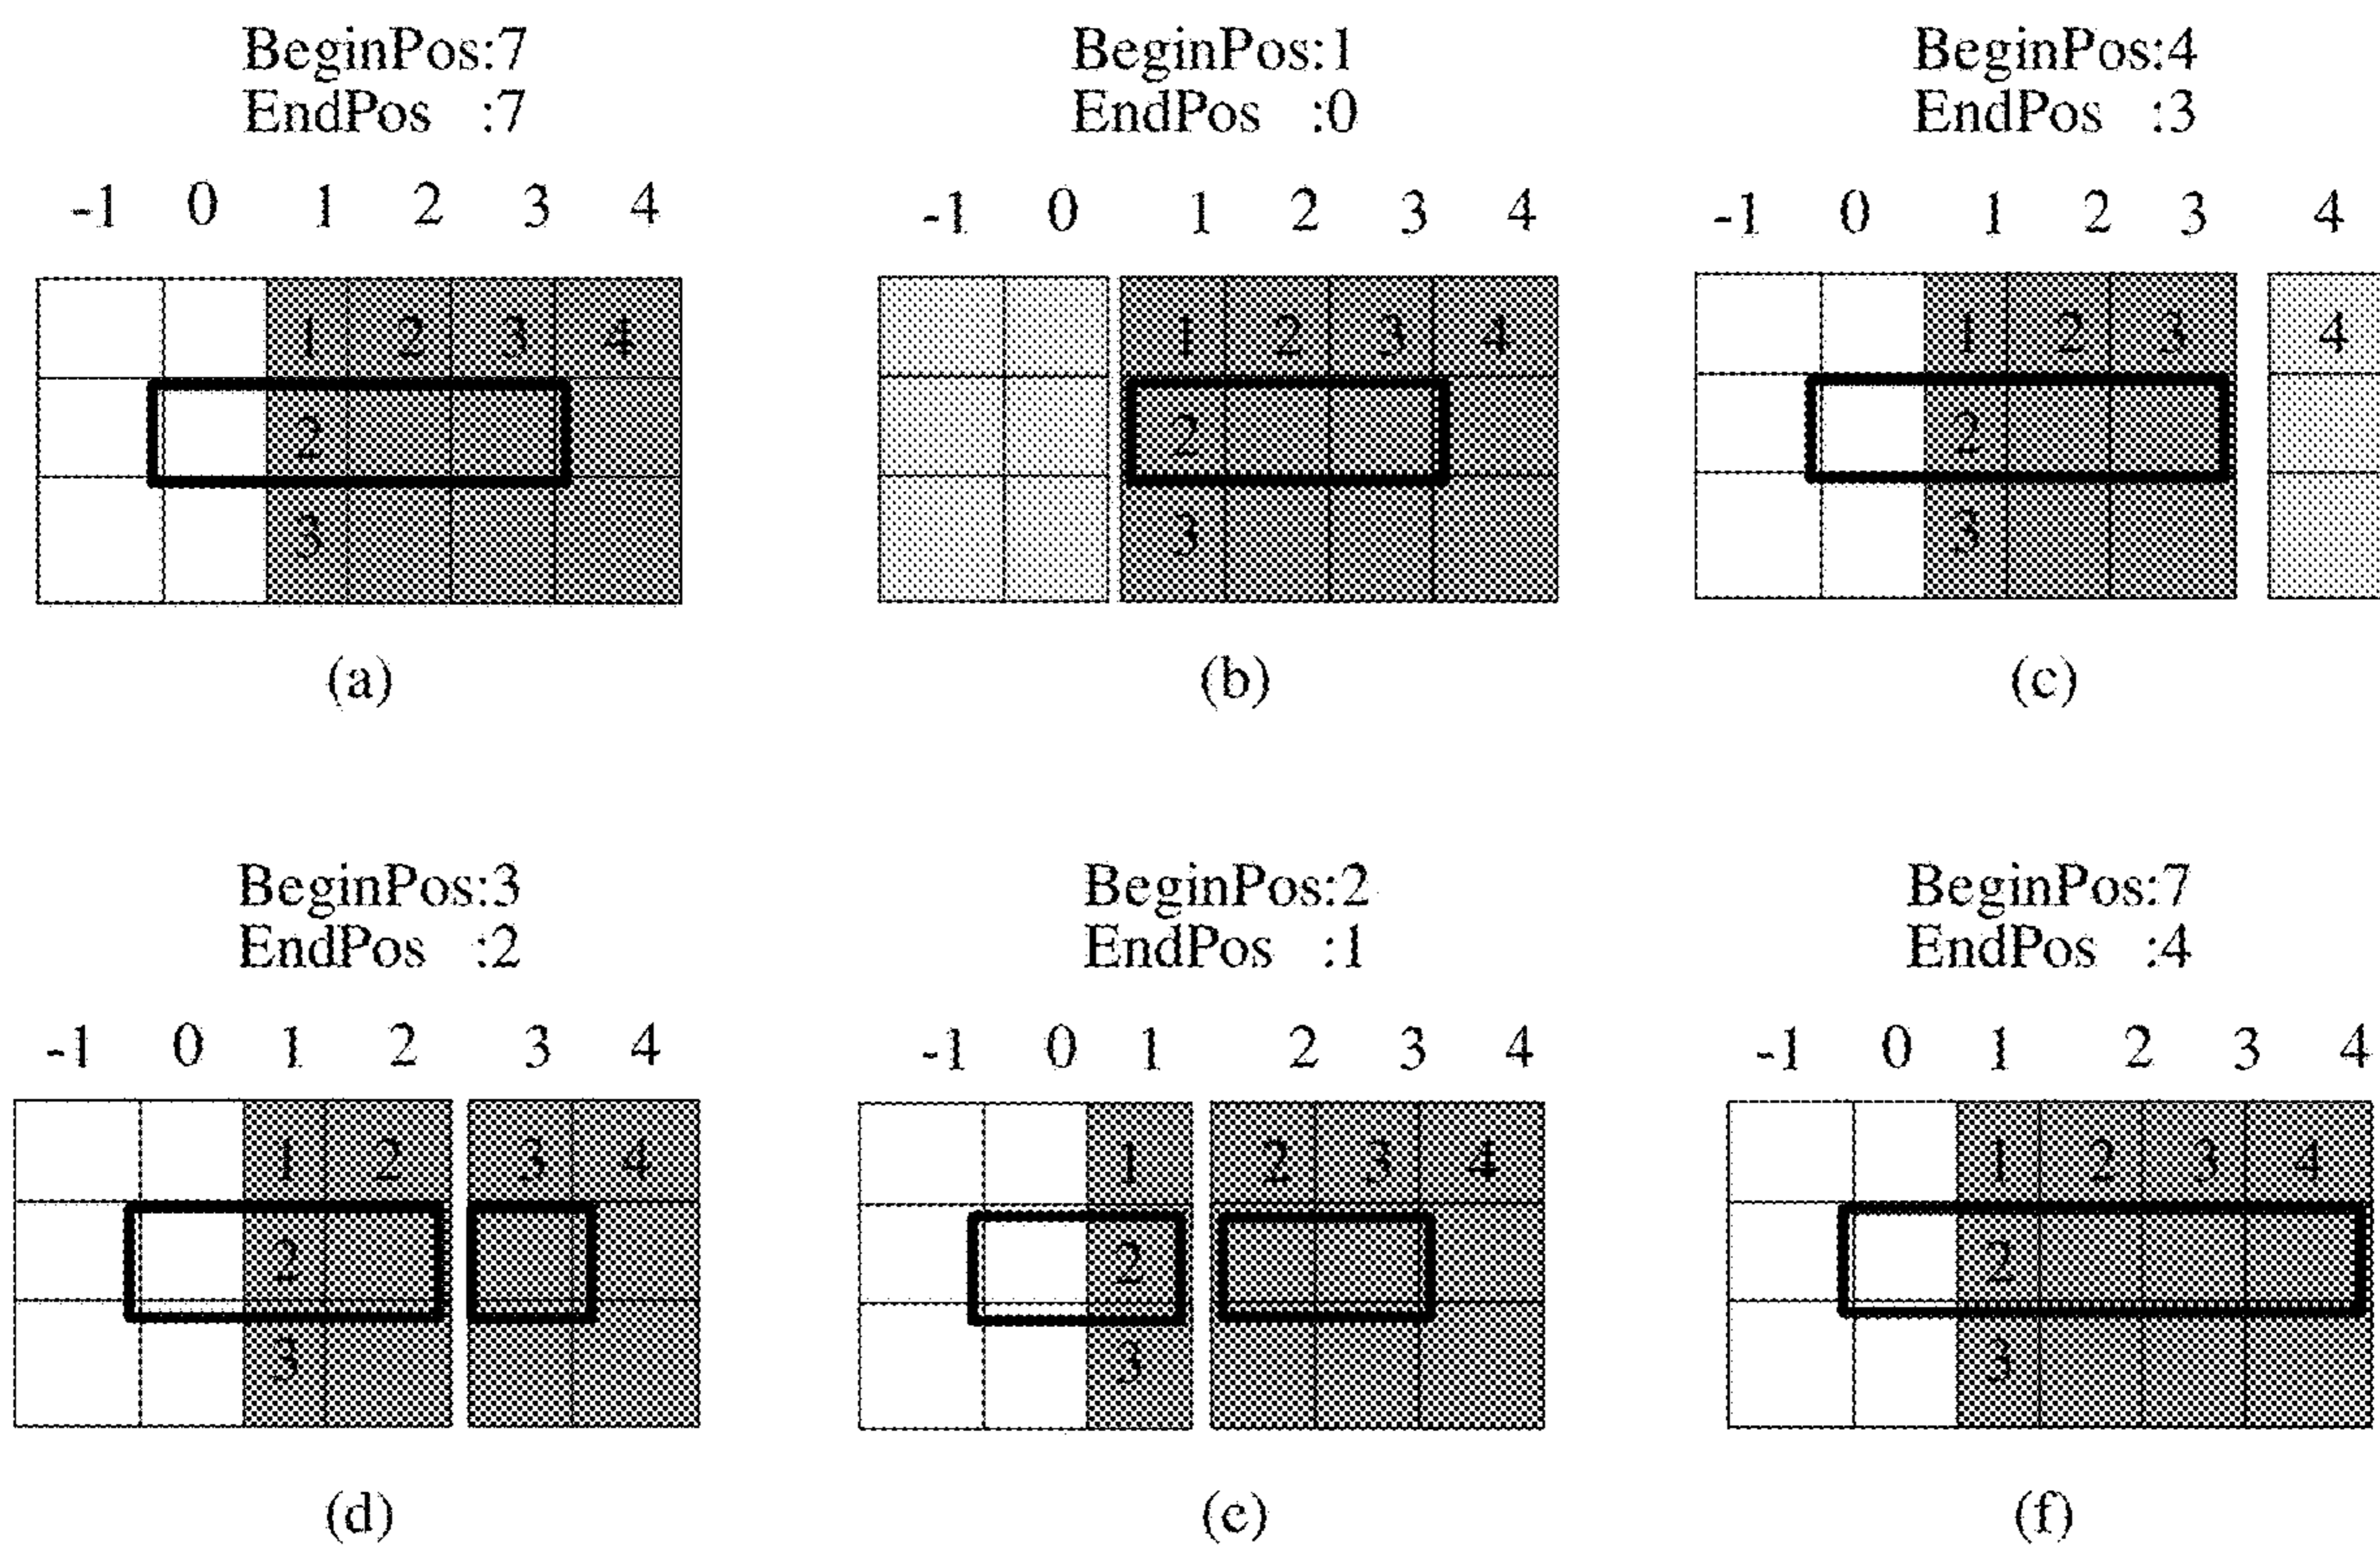 BeginPos:7
EndPos :7
-1 0 1 2 3 4
1 2 3 4
2
3
(a)
BeginPos:1
EndPos :0
-1 0 1 2 3 4
1 2 3 4
2
3
(b)
BeginPos:4
EndPos :3
-1 0 1 2 3 4
1 2 3 4
2
3
(c)
BeginPos:3
EndPos :2
-1 0 1 2 3 4
1 2 3 4
2
3
(d)
BeginPos:2
EndPos :1
-1 0 1 2 3 4
1 2 3 4
2
3
(e)
BeginPos:7
EndPos :4
-1 0 1 2 3 4
1 2 3 4
2
3
(f)